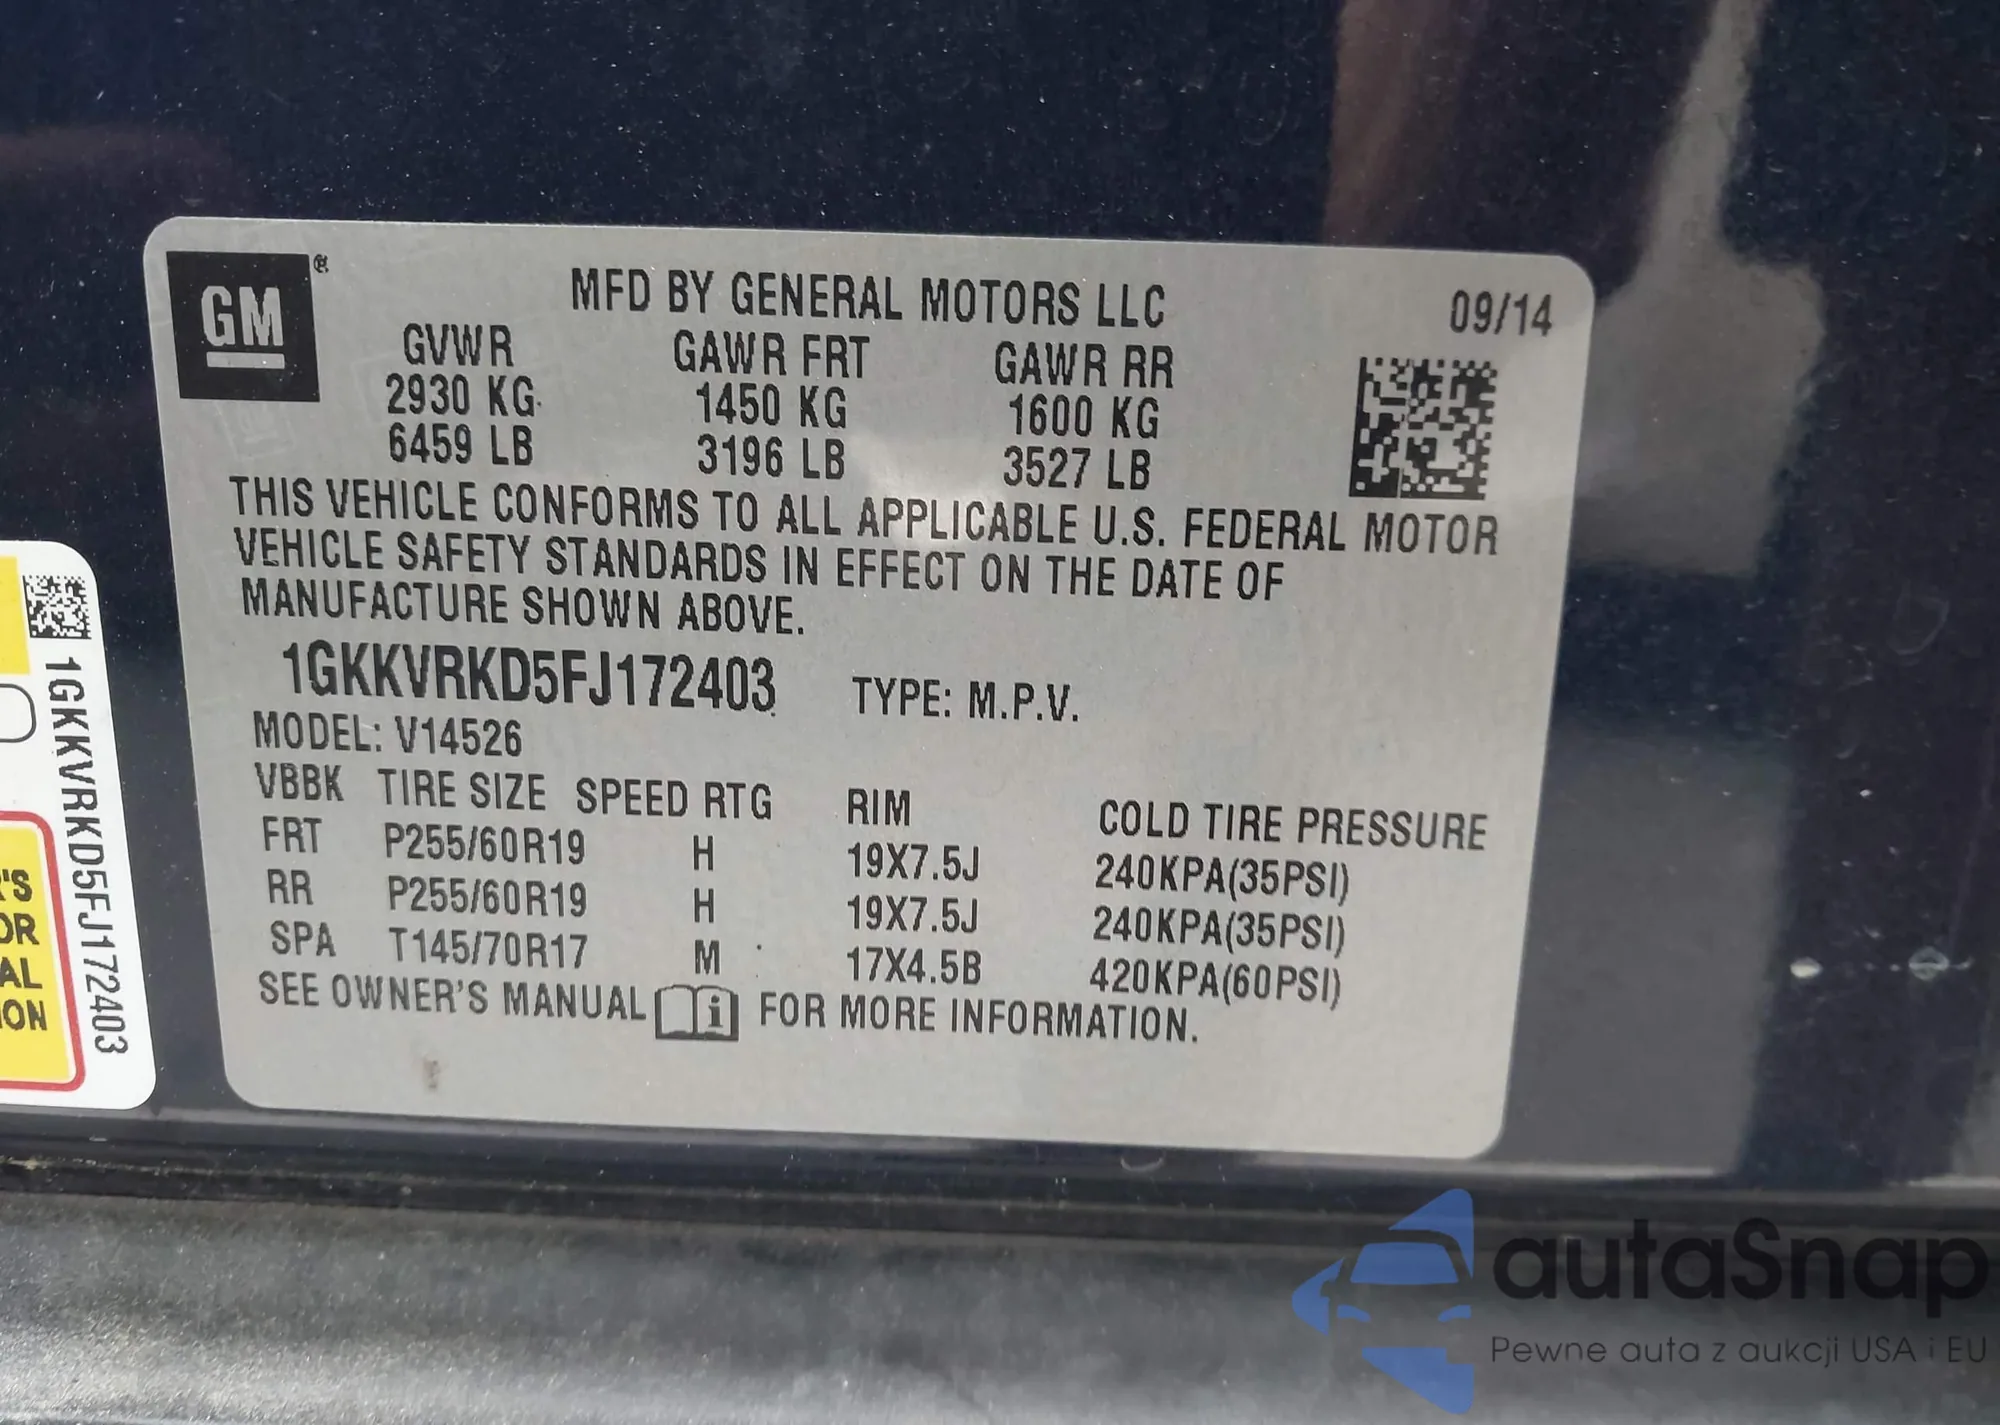 GM ®
MFD BY GENERAL MOTORS LLC 09/14
GVWR GAWR FRT GAWR RR
2930 KG 1450 KG 1600 KG
6459 LB 3196 LB 3527 LB
THIS VEHICLE CONFORMS TO ALL APPLICABLE U.S. FEDERAL MOTOR
VEHICLE SAFETY STANDARDS IN EFFECT ON THE DATE OF
MANUFACTURE SHOWN ABOVE.
1GKKVRKD5FJ172403 TYPE: M.P.V.
MODEL: V14526
VBBK TIRE SIZE SPEED RTG RIM COLD TIRE PRESSURE
FRT P255/60R19 H 19X7.5J 240KPA(35PSI)
RR P255/60R19 H 19X7.5J 240KPA(35PSI)
SPA T145/70R17 M 17X4.5B 420KPA(60PSI)
SEE OWNER'S MANUAL i FOR MORE INFORMATION.
1GKKVRKD5FJ172403
'S
OR
AL
ION
autaSnap
Pewne auta z aukcji USA i EU